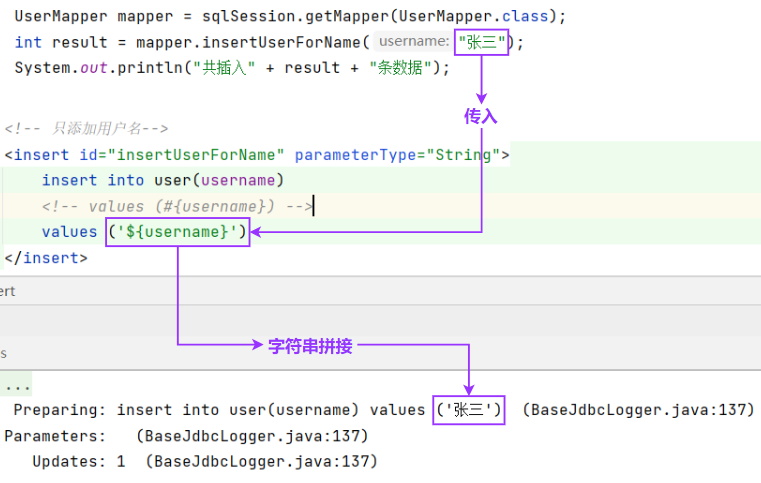 UserMapper mapper = sqlSession.getMapper(UserMapper.class);
int result = mapper.insertUserForName( username: "张三");
System.out.println("共插入" + result + "条数据");
传入
<!-- 只添加用户名-->
<insert id="insertUserForName" parameterType="String">
insert into user(username)
<!-- values (#{username}) -->
values ('${username}')
</insert>
ert
s
字符串拼接
...
Preparing: insert into user(username) values ('张三') (BaseJdbcLogger.java:137)
Parameters: (BaseJdbcLogger.java:137)
Updates: 1 (BaseJdbcLogger.java:137)